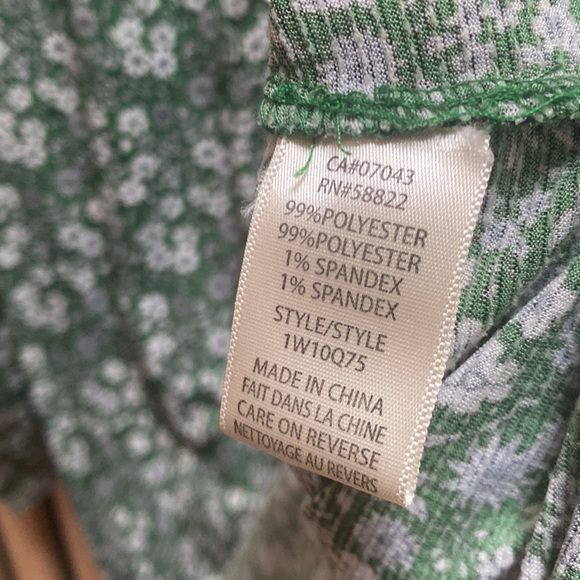 CA#07043
RN#58822
99%POLYESTER
99%POLYESTER
1% SPANDEX
1% SPANDEX
STYLE/STYLE
1W10Q75
MADE IN CHINA
FAIT DANS LA CHINE
CARE ON REVERSE
NETTOYAGE AU REVERS